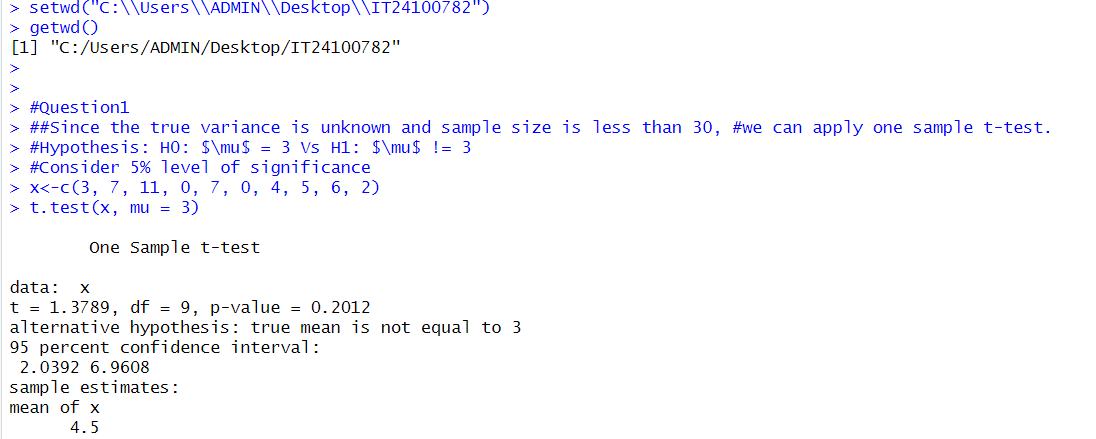 > setwd("C:\\Users\\ADMIN\\Desktop\\IT24100782")
> getwd()
[1] "C:/Users/ADMIN/Desktop/IT24100782"
>
>
> #Question1
> ##Since the true variance is unknown and sample size is less than 30, #we can apply one sample t-test.
> #Hypothesis: H0: $\mu$ = 3 Vs H1: $\mu$ != 3
> #Consider 5% level of significance
> x<-c(3, 7, 11, 0, 7, 0, 4, 5, 6, 2)
> t.test(x, mu = 3)
One Sample t-test
data:  x
t = 1.3789, df = 9, p-value = 0.2012
alternative hypothesis: true mean is not equal to 3
95 percent confidence interval:
2.0392 6.9608
sample estimates:
mean of x
4.5